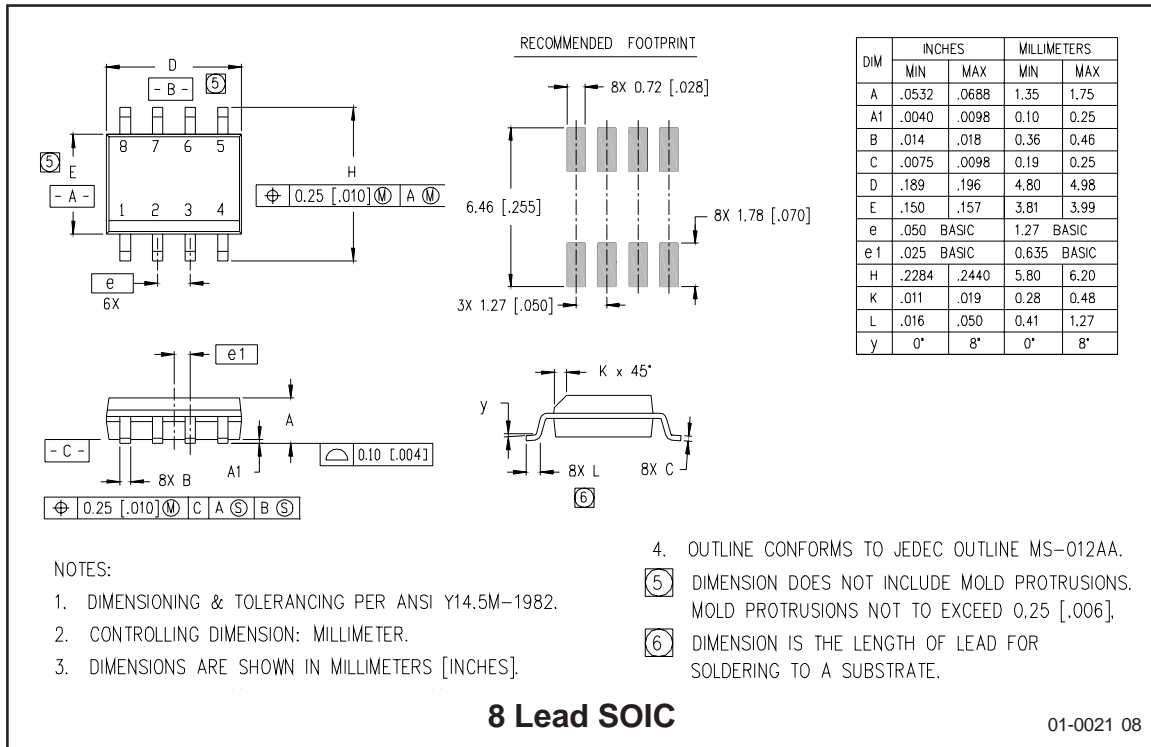 D
- B - 5
8 7 6 5
5 E
- A -
H
⌖ 0.25 [.010] Ⓜ A Ⓜ
1 2 3 4
e
6X
RECOMMENDED FOOTPRINT
8X 0.72 [.028]
6.46 [.255]
8X 1.78 [.070]
3X 1.27 [.050]
DIM INCHES MILLIMETERS
MIN MAX MIN MAX
A .0532 .0688 1.35 1.75
A1 .0040 .0098 0.10 0.25
B .014 .018 0.36 0.46
C .0075 .0098 0.19 0.25
D .189 .196 4.80 4.98
E .150 .157 3.81 3.99
e .050 BASIC 1.27 BASIC
e1 .025 BASIC 0.635 BASIC
H .2284 .2440 5.80 6.20
K .011 .019 0.28 0.48
L .016 .050 0.41 1.27
y 0° 8° 0° 8°
e1
A
- C -
A1
8X B
0.10 [.004]
⌖ 0.25 [.010] Ⓜ C A Ⓢ B Ⓢ
K x 45°
y
8X L
8X C
6
NOTES:
1. DIMENSIONING & TOLERANCING PER ANSI Y14.5M-1982.
2. CONTROLLING DIMENSION: MILLIMETER.
3. DIMENSIONS ARE SHOWN IN MILLIMETERS [INCHES].
4. OUTLINE CONFORMS TO JEDEC OUTLINE MS-012AA.
5 DIMENSION DOES NOT INCLUDE MOLD PROTRUSIONS.
MOLD PROTRUSIONS NOT TO EXCEED 0.25 [.006].
6 DIMENSION IS THE LENGTH OF LEAD FOR
SOLDERING TO A SUBSTRATE.
8 Lead SOIC
01-0021 08